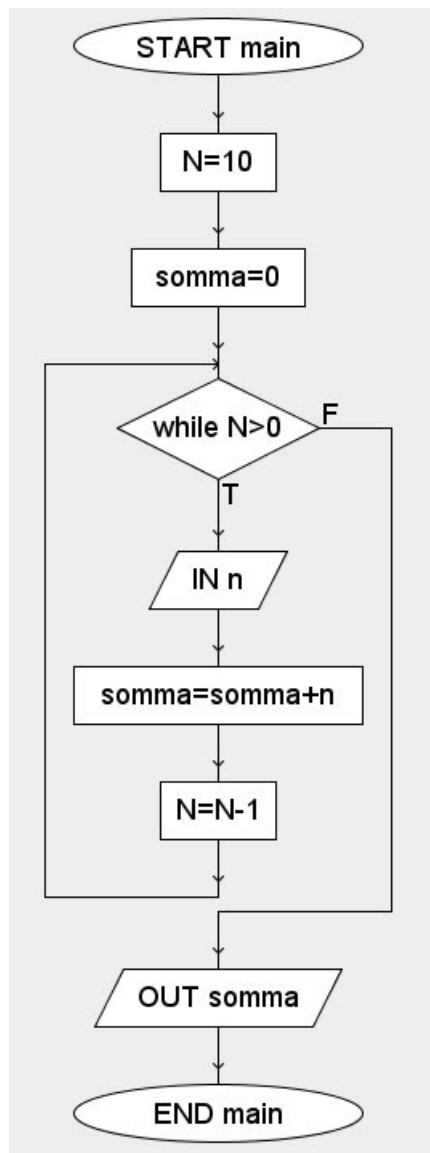 START main
N=10
somma=0
while N>0
F
T
IN n
somma=somma+n
N=N-1
OUT somma
END main